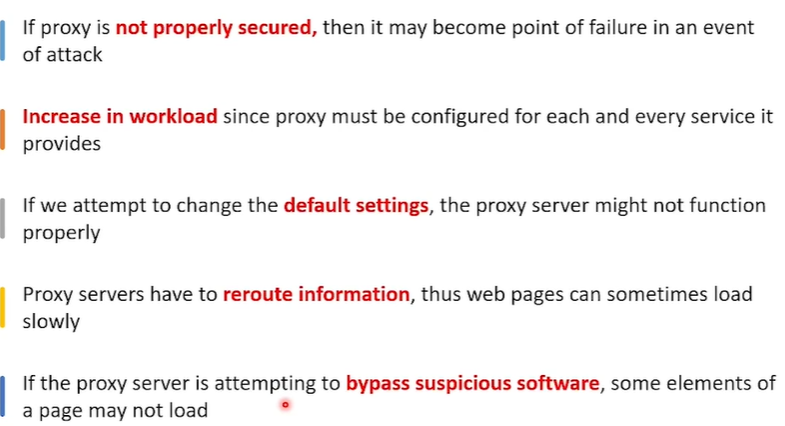 If proxy is not properly secured, then it may become point of failure in an event
of attack
Increase in workload since proxy must be configured for each and every service it
provides
If we attempt to change the default settings, the proxy server might not function
properly
Proxy servers have to reroute information, thus web pages can sometimes load
slowly
If the proxy server is attempting to bypass suspicious software, some elements of
a page may not load